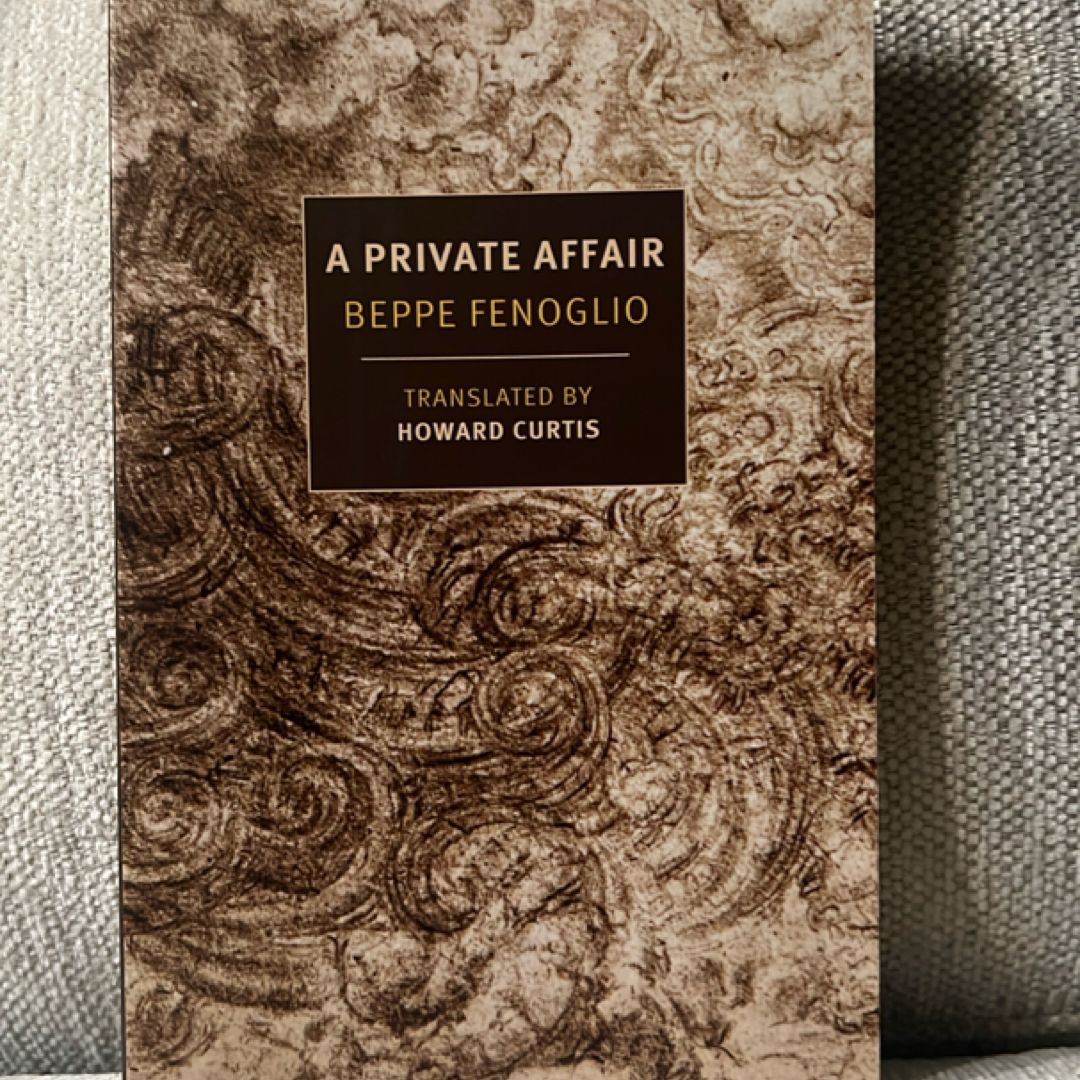 A PRIVATE AFFAIR
BEPPE FENOGLIO
TRANSLATED BY
HOWARD CURTIS